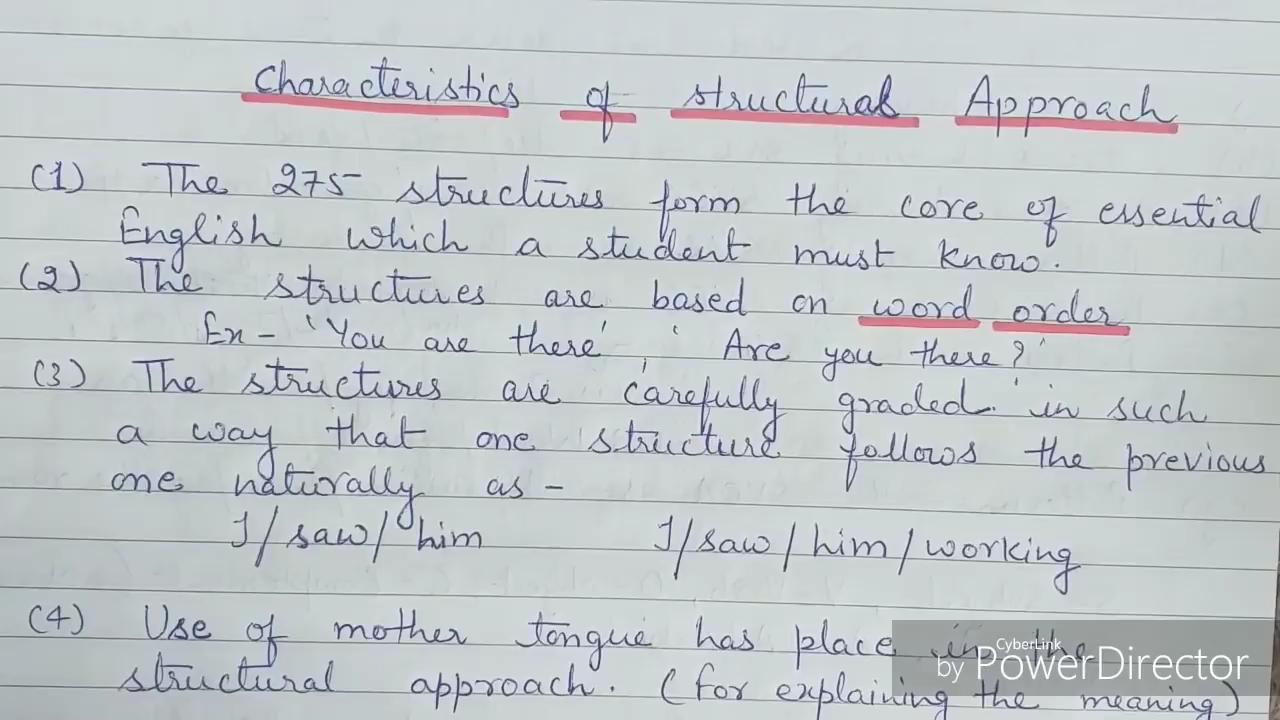 Characteristics of structural Approach
(1) The 275 structures form the core of essential
English which a student must know.
(2) The structures are based on word order
Ex - 'You are there', 'Are you there?'
(3) The structures are carefully graded in such
a way that one structure follows the previous
one naturally as -
I/saw/him I/saw/him/working
(4) Use of mother tongue has place in the
structural approach. (for explaining the meaning)
CyberLink
by PowerDirector